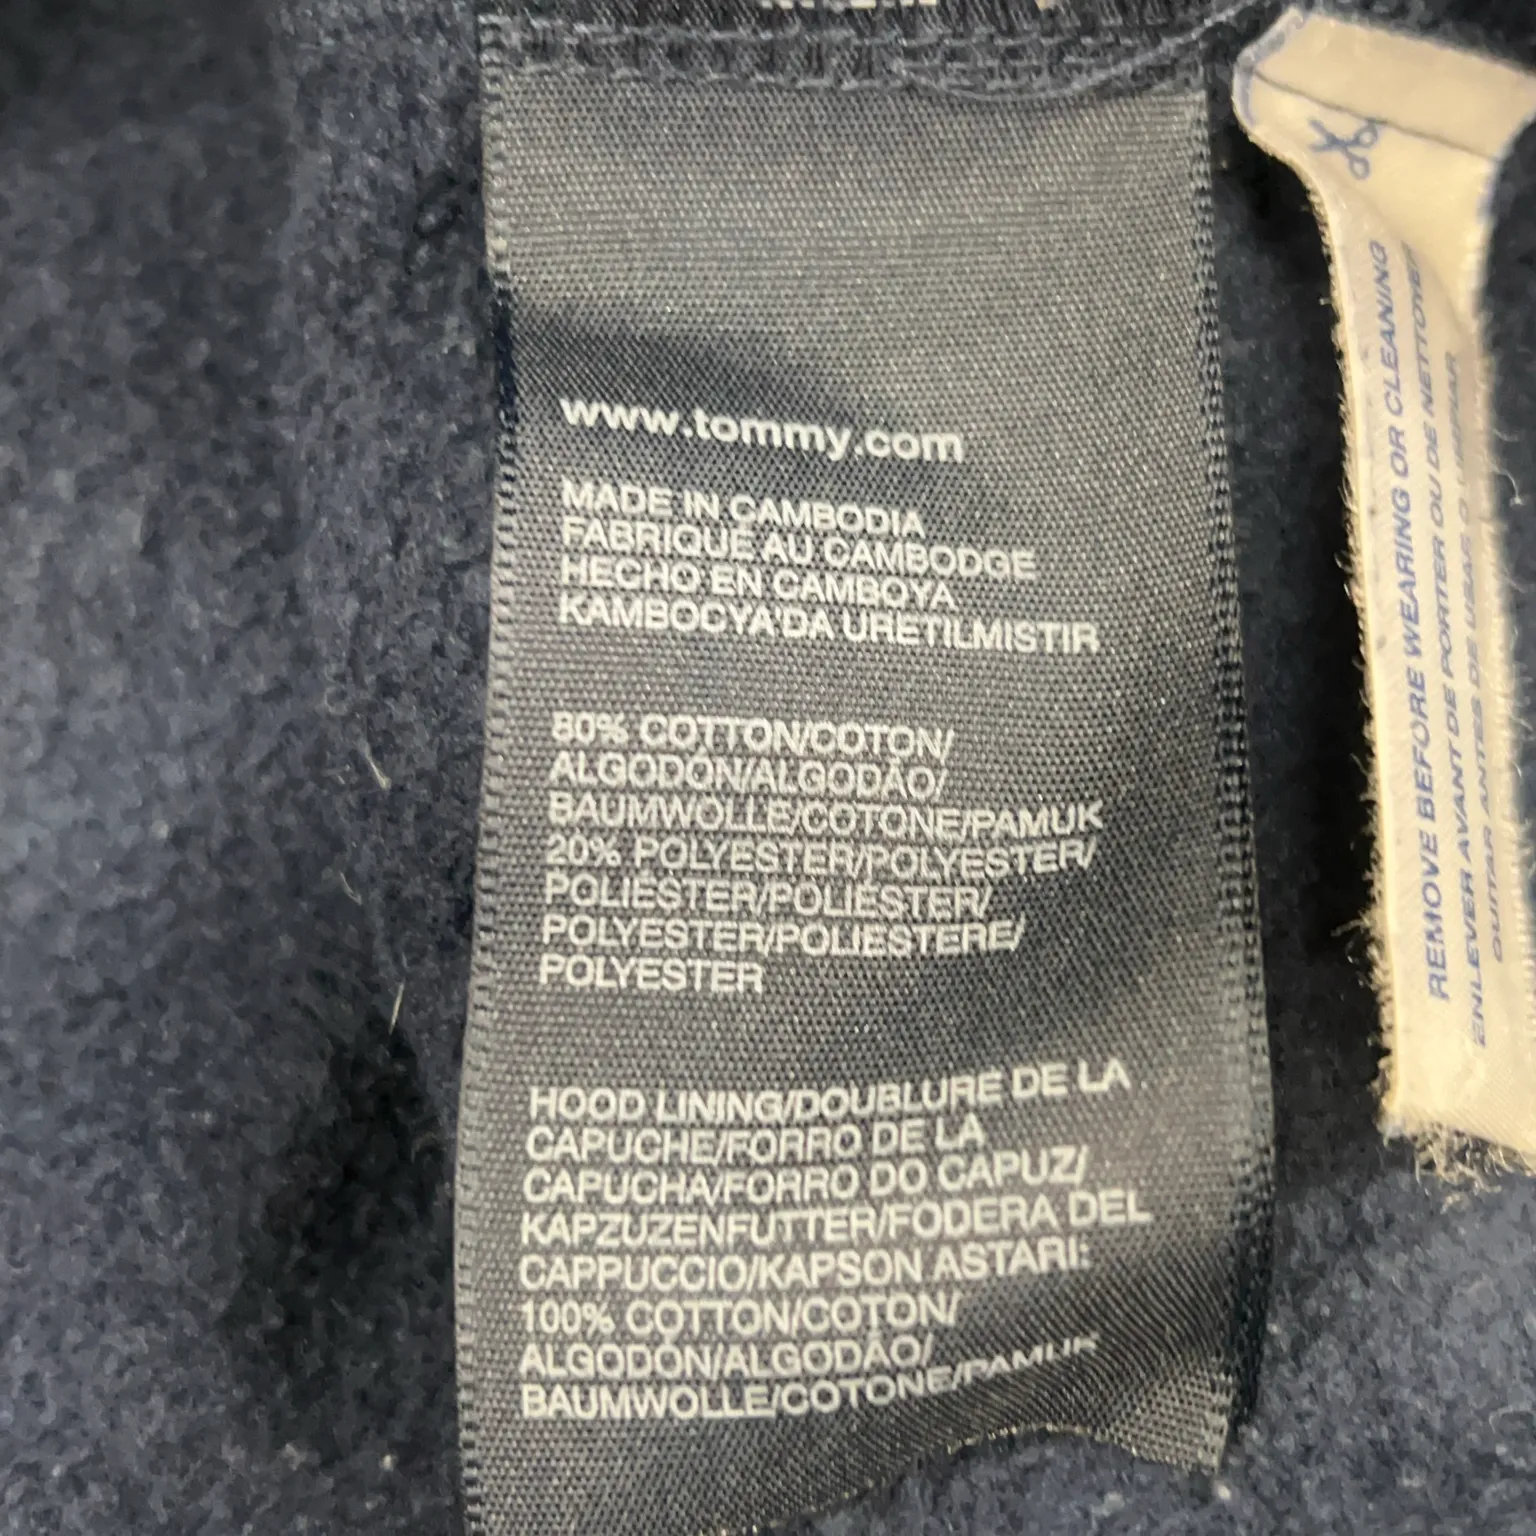 www.tommy.com
MADE IN CAMBODIA
FABRIQUE AU CAMBODGE
HECHO EN CAMBOYA
KAMBOCYA'DA URETILMISTIR
80% COTTON/COTON/
ALGODON/ALGODÃO/
BAUMWOLLE/COTONE/PAMUK
20% POLYESTER/POLYESTER/
POLIÉSTER/POLIÉSTER/
POLYESTER/POLIESTERE/
POLYESTER
HOOD LINING/DOUBLURE DE LA
CAPUCHE/FORRO DE LA
CAPUCHA/FORRO DO CAPUZ/
KAPZUZENFUTTER/FODERA DEL
CAPPUCCIO/KAPSON ASTARI:
100% COTTON/COTON/
ALGODÓN/ALGODÃO/
BAUMWOLLE/COTONE/PAMUK
REMOVE BEFORE WEARING OR CLEANING
ENLEVER AVANT DE PORTER OU DE NETTOYER
QUITAR ANTES DE USAR O LIMPIAR